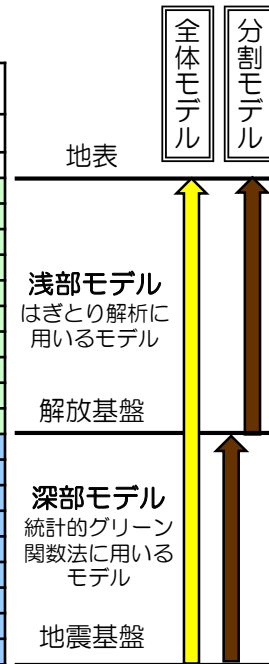 全体モデル
分割モデル
地表
浅部モデル
はぎとり解析に
用いるモデル
解放基盤
深部モデル
統計的グリーン
関数法に用いる
モデル
地震基盤